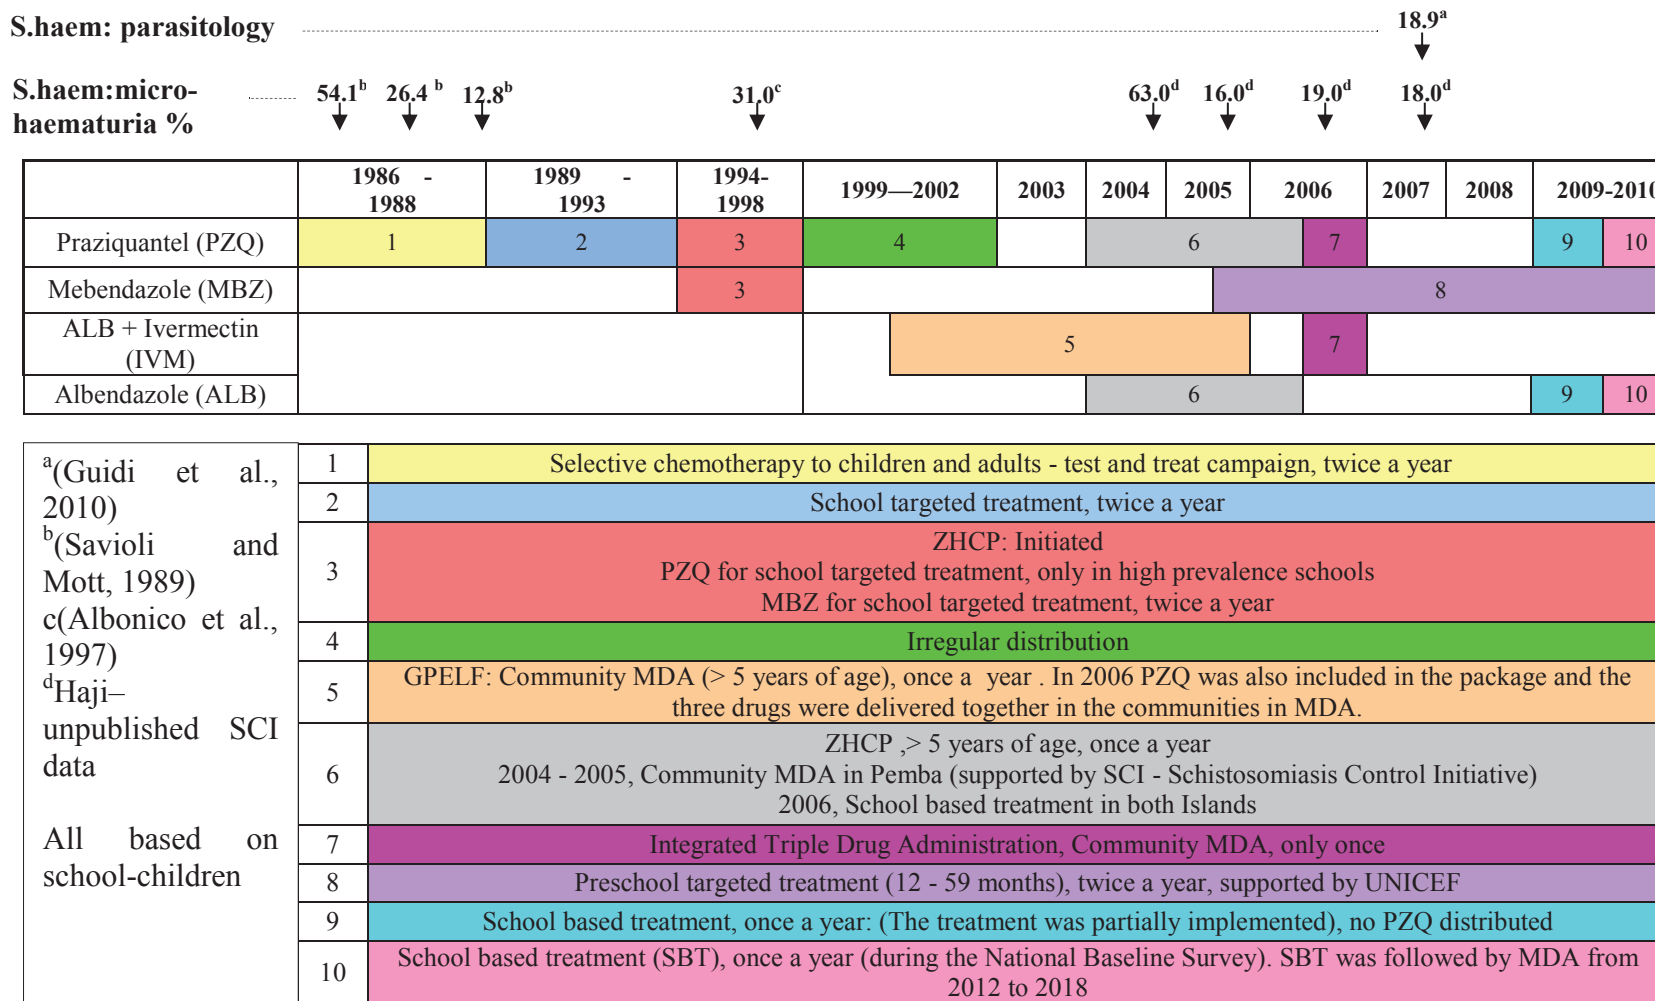 18.9ᵃ
S.haem: parasitology
S.haem:micro-
haematuria %
54.1ᵇ 26.4 ᵇ 12.8ᵇ 31.0ᶜ 63.0ᵈ 16.0ᵈ 19.0ᵈ 18.0ᵈ
1986 - 1988 1989 - 1993 1994- 1998 1999—2002 2003 2004 2005 2006 2007 2008 2009-2010
Praziquantel (PZQ) 1 2 3 4 6 7 9 10
Mebendazole (MBZ) 3 8
ALB + Ivermectin
(IVM) 5 7
Albendazole (ALB) 6 9 10
ᵃ(Guidi et al.,
2010)
ᵇ(Savioli and
Mott, 1989)
c(Albonico et al.,
1997)
ᵈHaji–
unpublished SCI
data
All based on
school-children
1 Selective chemotherapy to children and adults - test and treat campaign, twice a year
2 School targeted treatment, twice a year
3 ZHCP: Initiated
PZQ for school targeted treatment, only in high prevalence schools
MBZ for school targeted treatment, twice a year
4 Irregular distribution
5 GPELF: Community MDA (> 5 years of age), once a year . In 2006 PZQ was also included in the package and the
three drugs were delivered together in the communities in MDA.
6 ZHCP ,> 5 years of age, once a year
2004 - 2005, Community MDA in Pemba (supported by SCI - Schistosomiasis Control Initiative)
2006, School based treatment in both Islands
7 Integrated Triple Drug Administration, Community MDA, only once
8 Preschool targeted treatment (12 - 59 months), twice a year, supported by UNICEF
9 School based treatment, once a year: (The treatment was partially implemented), no PZQ distributed
10 School based treatment (SBT), once a year (during the National Baseline Survey). SBT was followed by MDA from
2012 to 2018